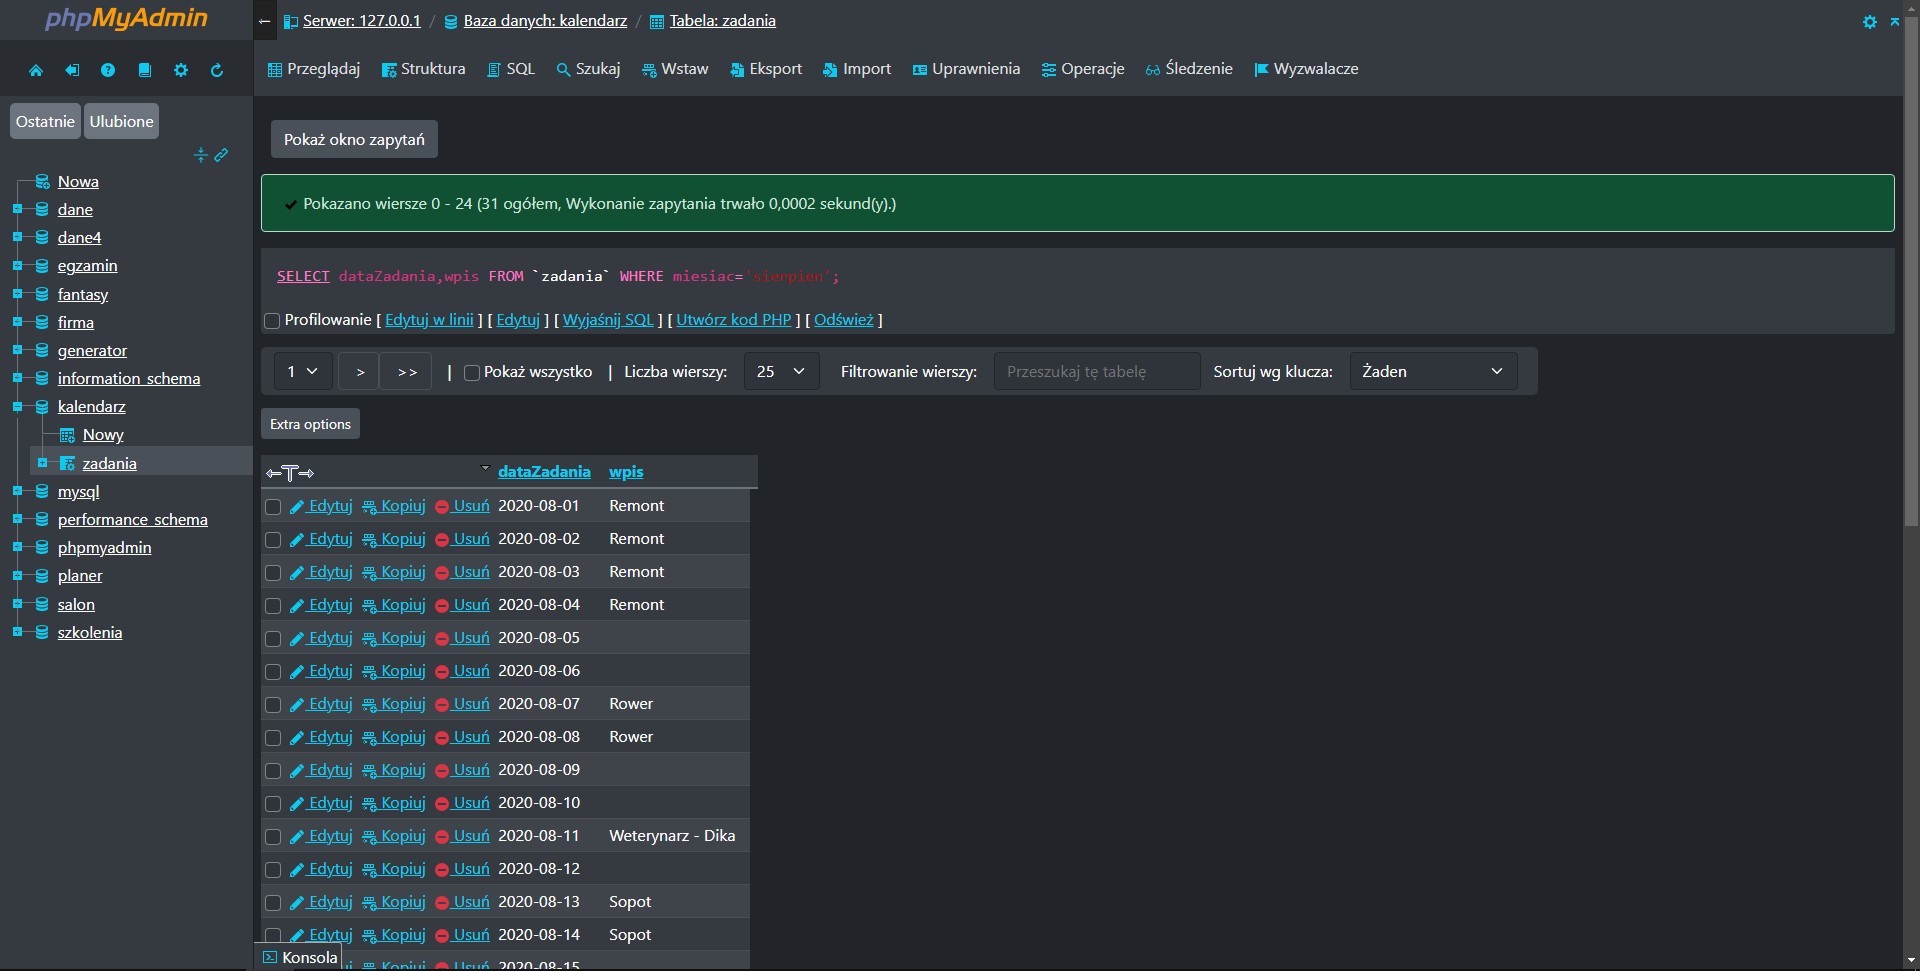 phpMyAdmin
Ostatnie Ulubione
Nowa
dane
dane4
egzamin
fantasy
firma
generator
information_schema
kalendarz
Nowy
zadania
mysql
performance_schema
phpmyadmin
planer
salon
szkolenia
← Serwer: 127.0.0.1 / Baza danych: kalendarz / Tabela: zadania
Przeglądaj Struktura SQL Szukaj Wstaw Eksport Import Uprawnienia Operacje Śledzenie Wyzwalacze
Pokaż okno zapytań
Pokazano wiersze 0 - 24 (31 ogółem, Wykonanie zapytania trwało 0,0002 sekund(y).)
SELECT dataZadania,wpis FROM `zadania` WHERE miesiac='sierpien';
Profilowanie [ Edytuj w linii ] [ Edytuj ] [ Wyjaśnij SQL ] [ Utwórz kod PHP ] [ Odśwież ]
1 > >> | Pokaż wszystko | Liczba wierszy: 25 Filtrowanie wierszy: Przeszukaj tę tabelę Sortuj wg klucza: Żaden
Extra options
←T→ dataZadania wpis
Edytuj Kopiuj Usuń 2020-08-01 Remont
Edytuj Kopiuj Usuń 2020-08-02 Remont
Edytuj Kopiuj Usuń 2020-08-03 Remont
Edytuj Kopiuj Usuń 2020-08-04 Remont
Edytuj Kopiuj Usuń 2020-08-05
Edytuj Kopiuj Usuń 2020-08-06
Edytuj Kopiuj Usuń 2020-08-07 Rower
Edytuj Kopiuj Usuń 2020-08-08 Rower
Edytuj Kopiuj Usuń 2020-08-09
Edytuj Kopiuj Usuń 2020-08-10
Edytuj Kopiuj Usuń 2020-08-11 Weterynarz - Dika
Edytuj Kopiuj Usuń 2020-08-12
Edytuj Kopiuj Usuń 2020-08-13 Sopot
Edytuj Kopiuj Usuń 2020-08-14 Sopot
Kopiuj Usuń 2020-08-15
Konsola